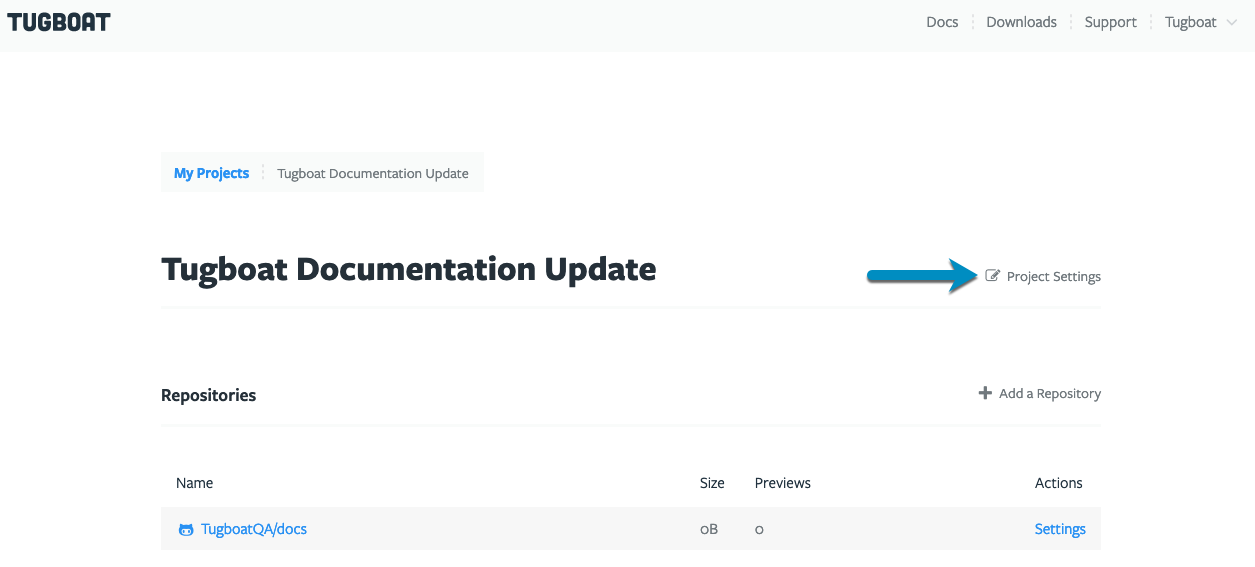 TUGBOAT
Docs Downloads Support Tugboat
My Projects Tugboat Documentation Update
Tugboat Documentation Update
Project Settings
Repositories
Add a Repository
Name Size Previews Actions
TugboatQA/docs 0B 0 Settings